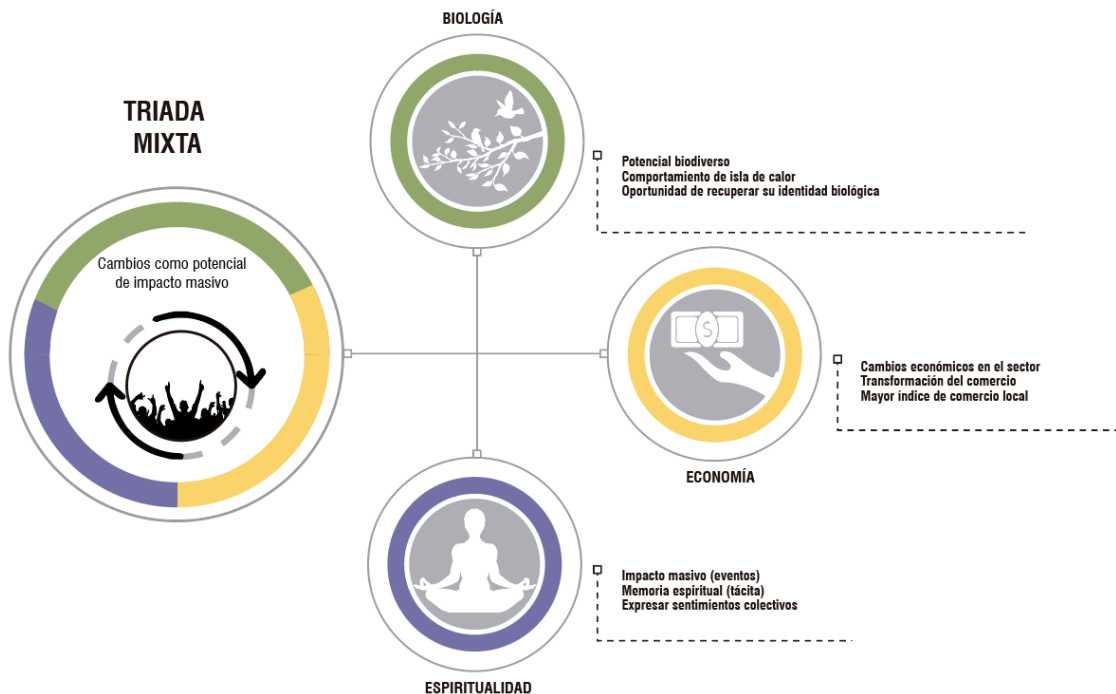 BIOLOGÍA
TRIADA
MIXTA
Potencial biodiverso
Comportamiento de isla de calor
Oportunidad de recuperar su identidad biológica
Cambios como potencial
de impacto masivo
S
Cambios económicos en el sector
Transformación del comercio
Mayor índice de comercio local
ECONOMÍA
Impacto masivo (eventos)
Memoria espiritual (tácita)
Expresar sentimientos colectivos
ESPIRITUALIDAD